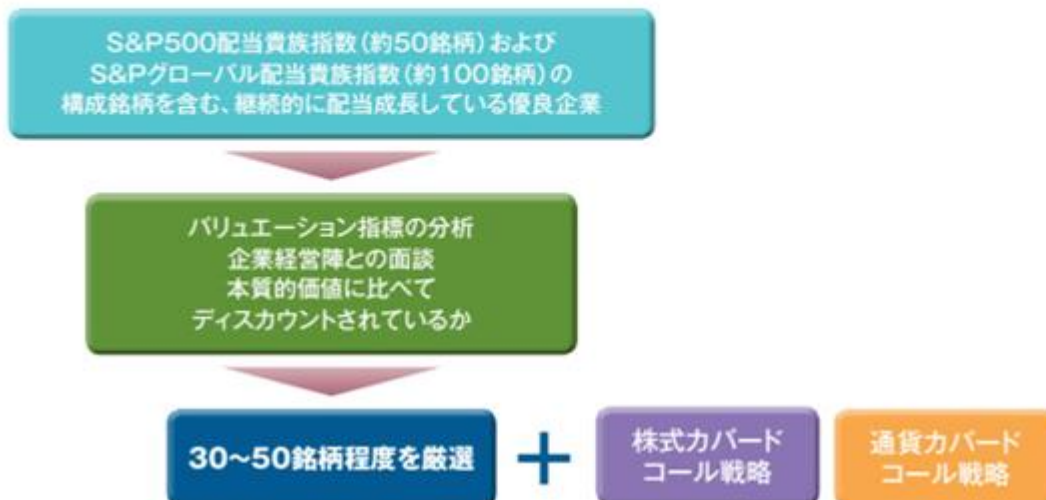 S&P500配当貴族指数(約50銘柄)および
S&Pグローバル配当貴族指数(約100銘柄)の
構成銘柄を含む、継続的に配当成長している優良企業
バリュエーション指標の分析
企業経営陣との面談
本質的価値に比べて
ディスカウントされているか
30~50銘柄程度を厳選
+
株式カバード
コール戦略
通貨カバード
コール戦略